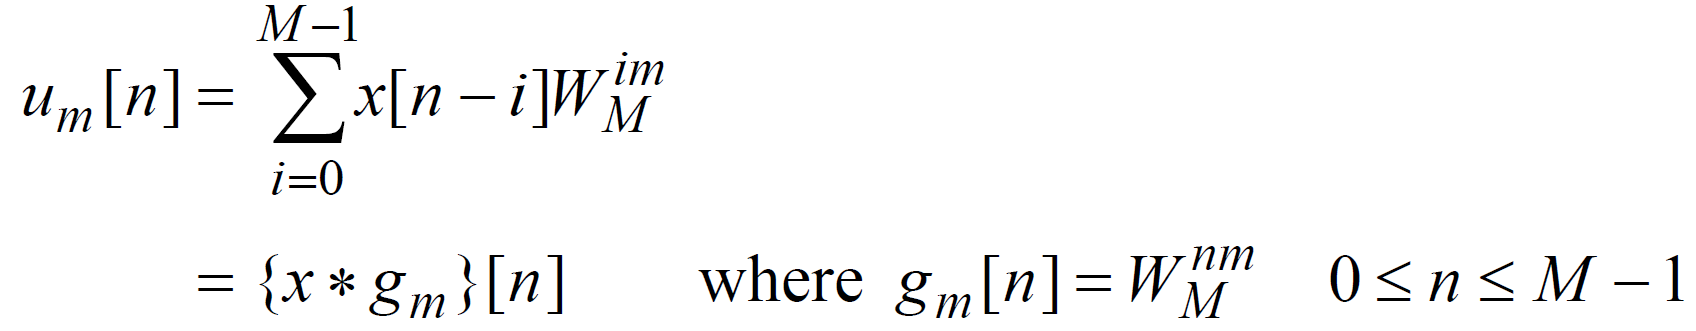 u_m[n] = \sum_{i=0}^{M-1} x[n-i]W_M^{im}
= {x * g_m}[n] where g_m[n] = W_M^{nm} 0 ≤ n ≤ M-1